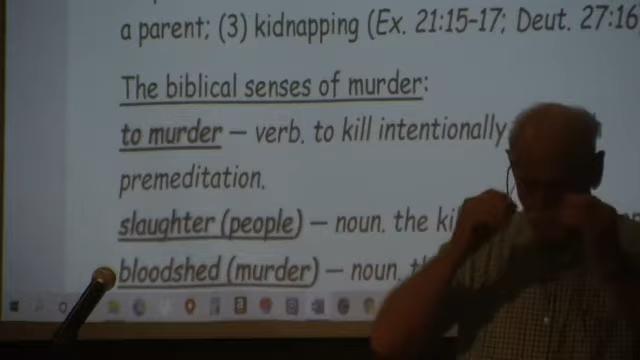 a parent; (3) kidnapping (Ex. 21:15-17; Deut. 27:16
The biblical senses of murder:
to murder – verb. to kill intentionally
premeditation.
slaughter (people) – noun. the
bloodshed (murder) – noun.